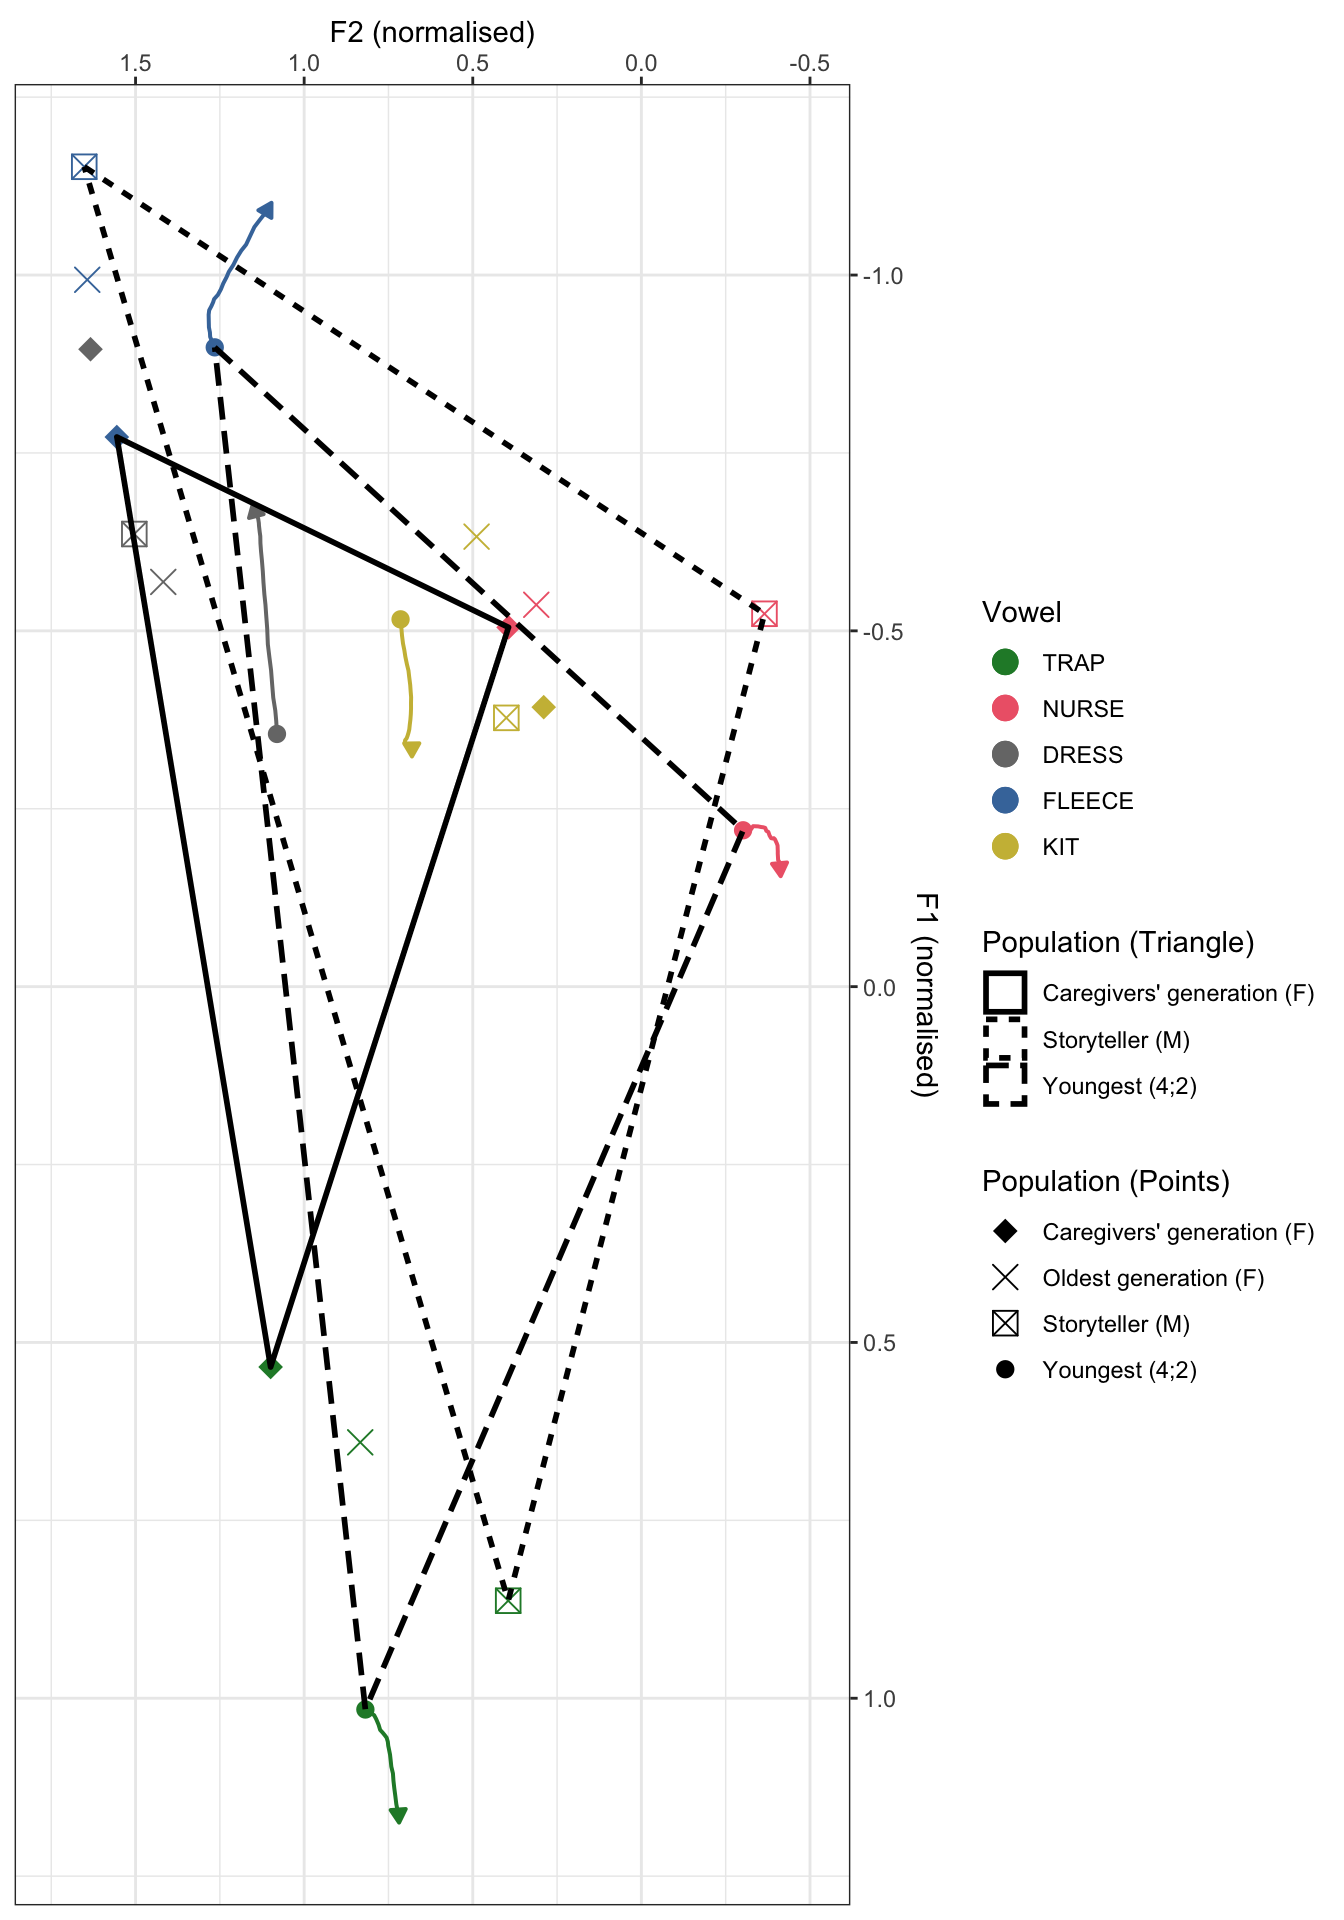 F2 (normalised)
1.5 1.0 0.5 0.0 -0.5
-1.0
-0.5
0.0
0.5
1.0
F1 (normalised)
Vowel
TRAP
NURSE
DRESS
FLEECE
KIT
Population (Triangle)
Caregivers' generation (F)
Storyteller (M)
Youngest (4;2)
Population (Points)
Caregivers' generation (F)
Oldest generation (F)
Storyteller (M)
Youngest (4;2)